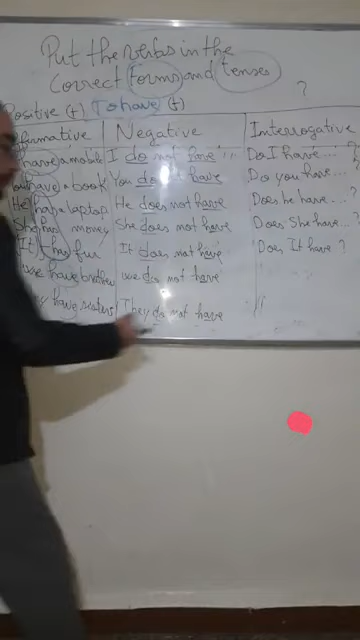 Put the verbs in the
correct forms and tenses
?
Positive (+) To have (+)
ffirmative Negative Interrogative
have a mobile I do not have ... Do I have ... ?
have a book You do not have Do you have ...
He has a laptop He does not have Does he have ... ?
She has money She does not have Does She have ... ?
It has fur It does not have Does It have ?
we have brother we do not have
have sisters They do not have